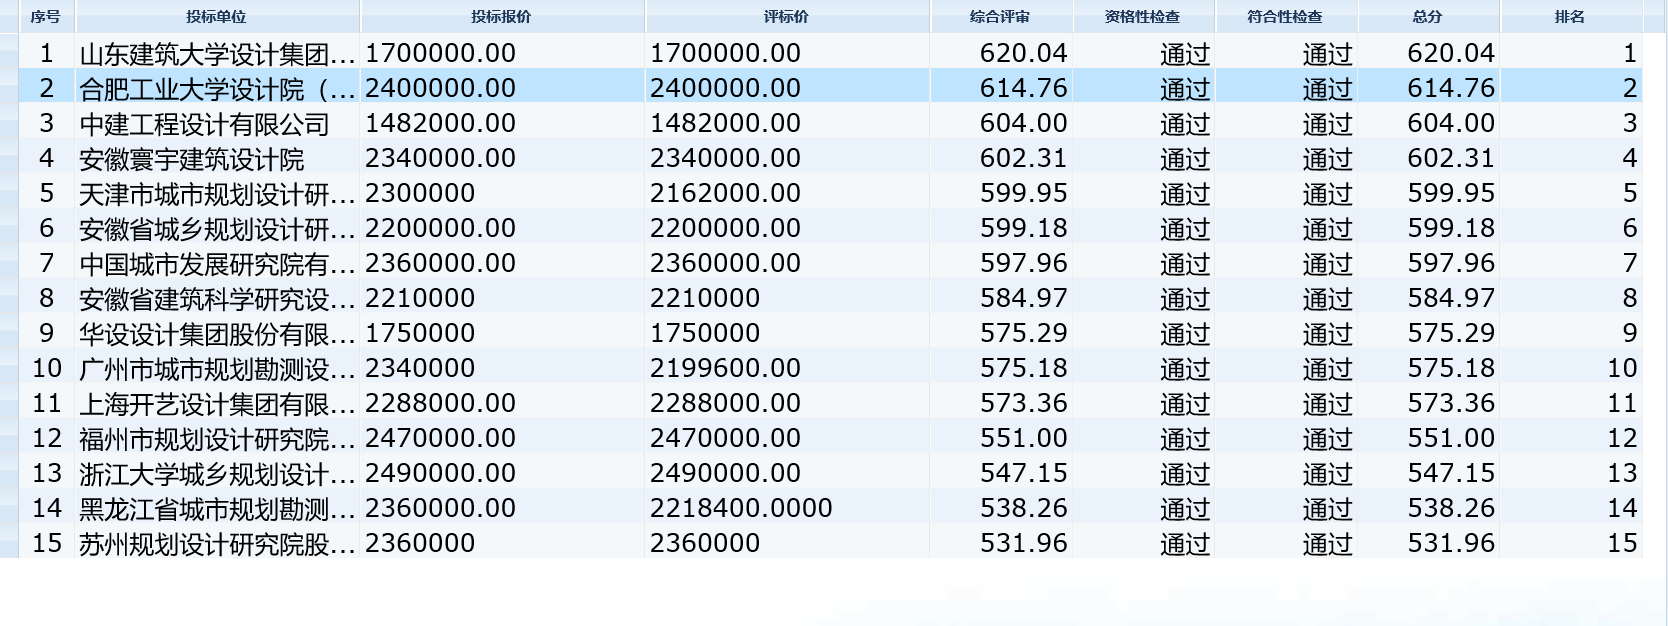 序号 投标单位 投标报价 评标价 综合评审 资格性检查 符合性检查 总分 排名
1 山东建筑大学设计集团... 1700000.00 1700000.00 620.04 通过 通过 620.04 1
2 合肥工业大学设计院（... 2400000.00 2400000.00 614.76 通过 通过 614.76 2
3 中建工程设计有限公司 1482000.00 1482000.00 604.00 通过 通过 604.00 3
4 安徽寰宇建筑设计院 2340000.00 2340000.00 602.31 通过 通过 602.31 4
5 天津市城市规划设计研... 2300000 2162000.00 599.95 通过 通过 599.95 5
6 安徽省城乡规划设计研... 2200000.00 2200000.00 599.18 通过 通过 599.18 6
7 中国城市发展研究院有... 2360000.00 2360000.00 597.96 通过 通过 597.96 7
8 安徽省建筑科学研究设... 2210000 2210000 584.97 通过 通过 584.97 8
9 华设设计集团股份有限... 1750000 1750000 575.29 通过 通过 575.29 9
10 广州市城市规划勘测设... 2340000 2199600.00 575.18 通过 通过 575.18 10
11 上海开艺设计集团有限... 2288000.00 2288000.00 573.36 通过 通过 573.36 11
12 福州市规划设计研究院... 2470000.00 2470000.00 551.00 通过 通过 551.00 12
13 浙江大学城乡规划设计... 2490000.00 2490000.00 547.15 通过 通过 547.15 13
14 黑龙江省城市规划勘测... 2360000.00 2218400.0000 538.26 通过 通过 538.26 14
15 苏州规划设计研究院股... 2360000 2360000 531.96 通过 通过 531.96 15